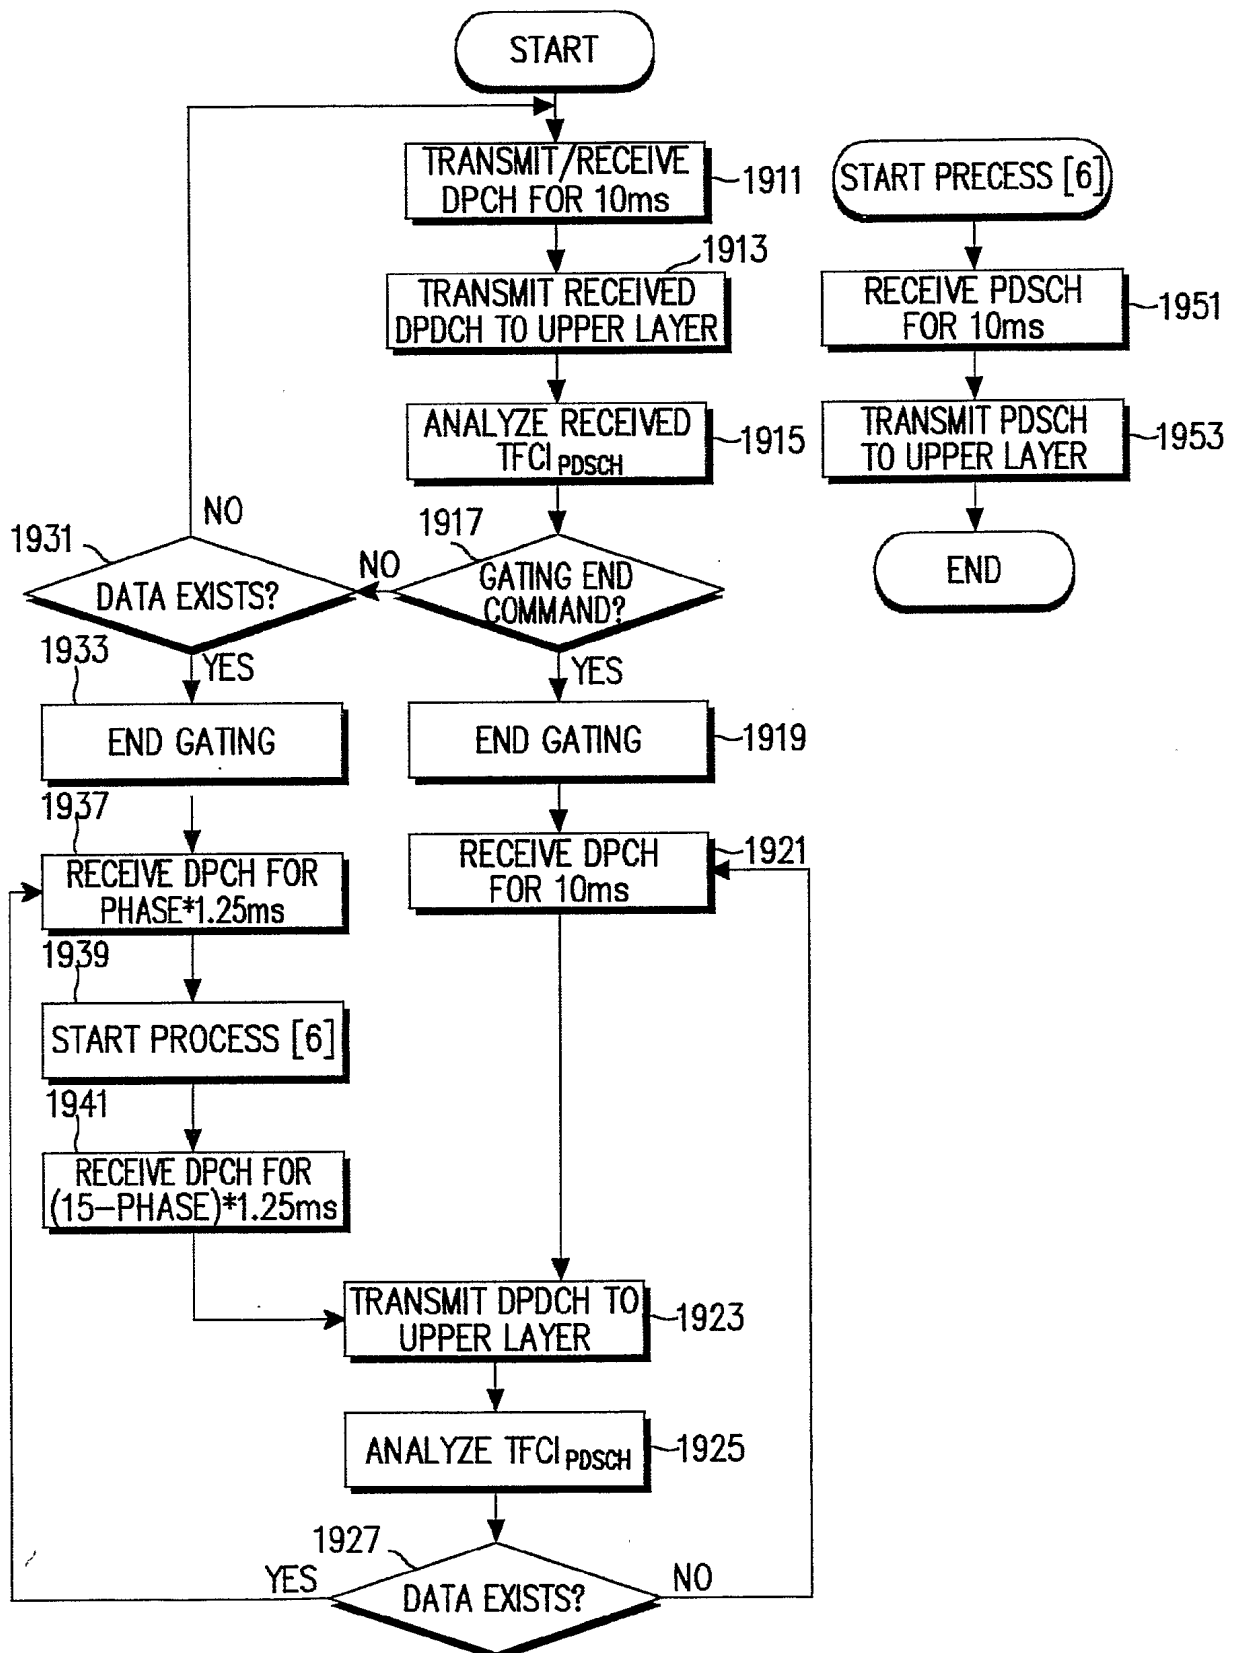 START
TRANSMIT/RECEIVE
DPCH FOR 10ms
1911
1913
TRANSMIT RECEIVED
DPDCH TO UPPER LAYER
ANALYZE RECEIVED
TFCI PDSCH
1915
1917
GATING END
COMMAND?
NO
YES
1931
DATA EXISTS?
NO
YES
1933
END GATING
END GATING
1919
1937
RECEIVE DPCH FOR
PHASE*1.25ms
RECEIVE DPCH
FOR 10ms
1921
1939
START PROCESS [6]
1941
RECEIVE DPCH FOR
(15-PHASE)*1.25ms
TRANSMIT DPDCH TO
UPPER LAYER
1923
ANALYZE TFCI PDSCH
1925
1927
DATA EXISTS?
YES
NO
START PRECESS [6]
RECEIVE PDSCH
FOR 10ms
1951
TRANSMIT PDSCH
TO UPPER LAYER
1953
END